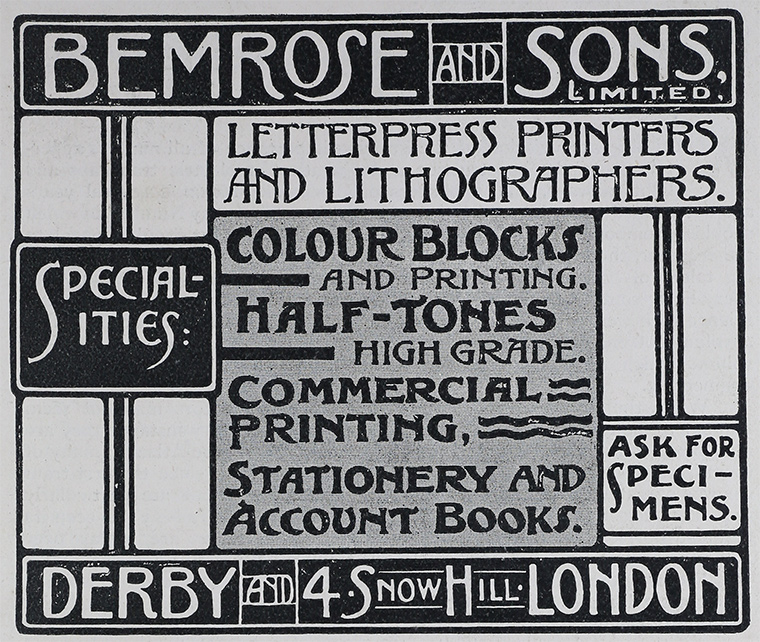 BEMROSE AND SONS,
LIMITED,
LETTERPRESS PRINTERS
AND LITHOGRAPHERS.
SPECIAL-
ITIES:
COLOUR BLOCKS
AND PRINTING.
HALF-TONES
HIGH GRADE.
COMMERCIAL
PRINTING,
STATIONERY AND
ACCOUNT BOOKS.
ASK FOR
SPECI-
MENS.
DERBY AND 4 · SNOW HILL · LONDON